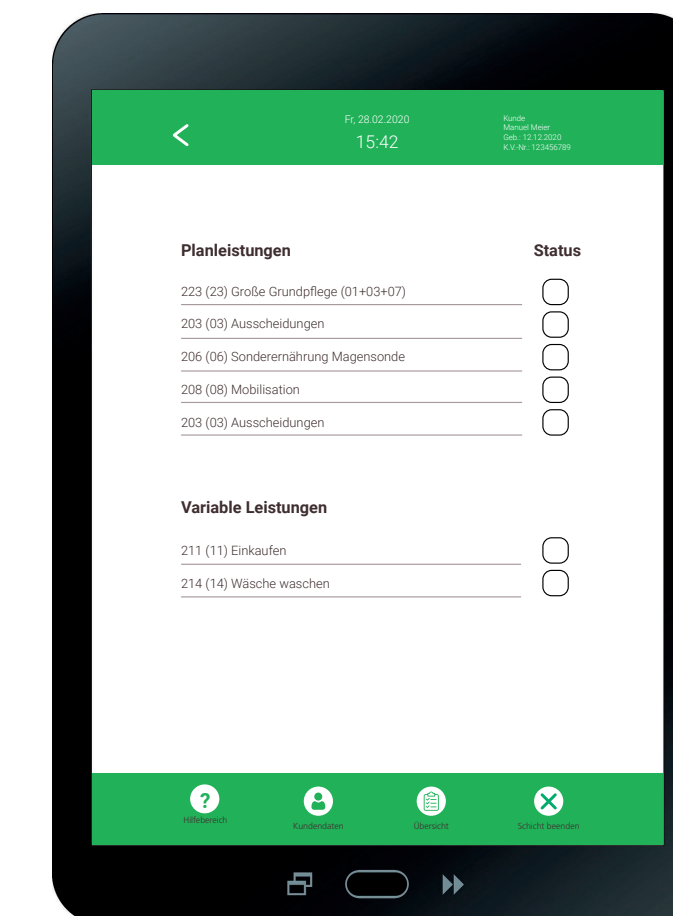 Fr, 28.02.2020
15:42
Kunde
Manuel Meier
Geb.: 12.12.2020
K.V.-Nr.: 123456789
Planleistungen Status
223 (23) Große Grundpflege (01+03+07)
203 (03) Ausscheidungen
206 (06) Sonderernährung Magensonde
208 (08) Mobilisation
203 (03) Ausscheidungen
Variable Leistungen
211 (11) Einkaufen
214 (14) Wäsche waschen
?
Hilfebereich Kundendaten Übersicht Schicht beenden